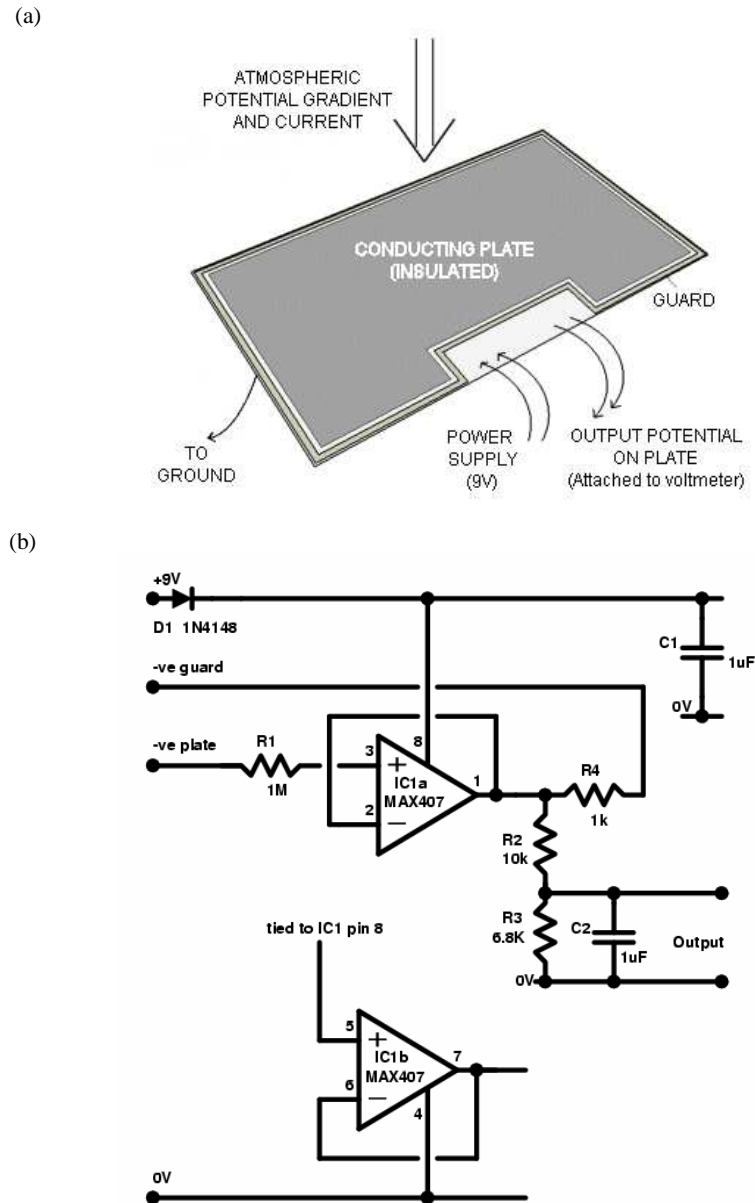 (a)
ATMOSPHERIC
POTENTIAL GRADIENT
AND CURRENT
CONDUCTING PLATE
(INSULATED)
GUARD
TO
GROUND
POWER
SUPPLY
(9V)
OUTPUT POTENTIAL
ON PLATE
(Attached to voltmeter)
(b)
+9V
D1 1N4148
C1
1uF
-ve guard
0V
-ve plate
R1
1M
3
+
8
IC1a
MAX407
1
2
−
R4
1k
R2
10k
R3
6.8K
C2
1uF
Output
0V
tied to IC1 pin 8
5
+
IC1b
MAX407
7
6
−
4
0V